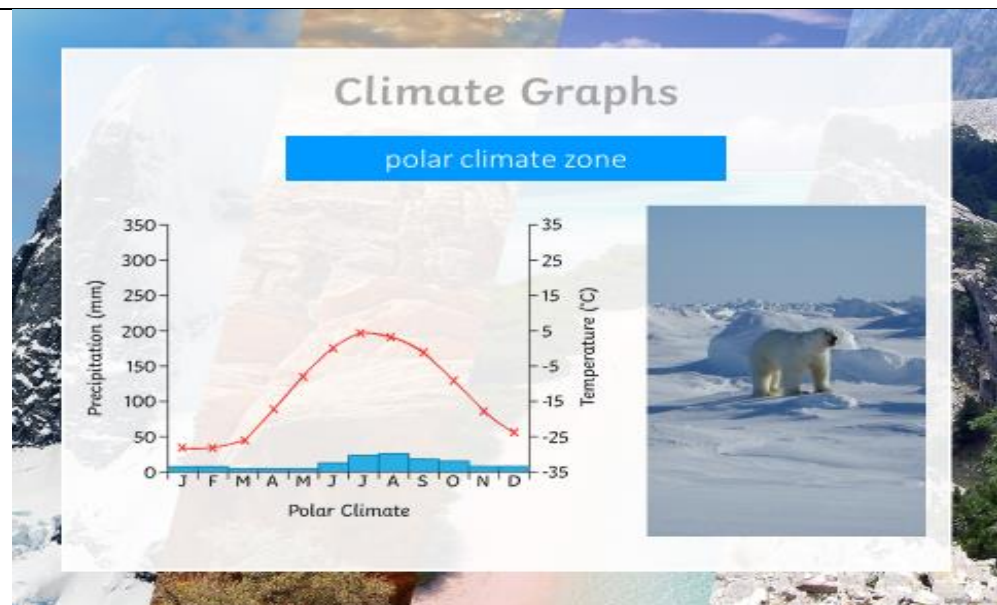 Climate Graphs
polar climate zone
350
300
250
200
150
100
50
0
Precipitation (mm)
35
25
15
5
-5
-15
-25
-35
Temperature (°C)
J F M A M J J A S O N D
Polar Climate